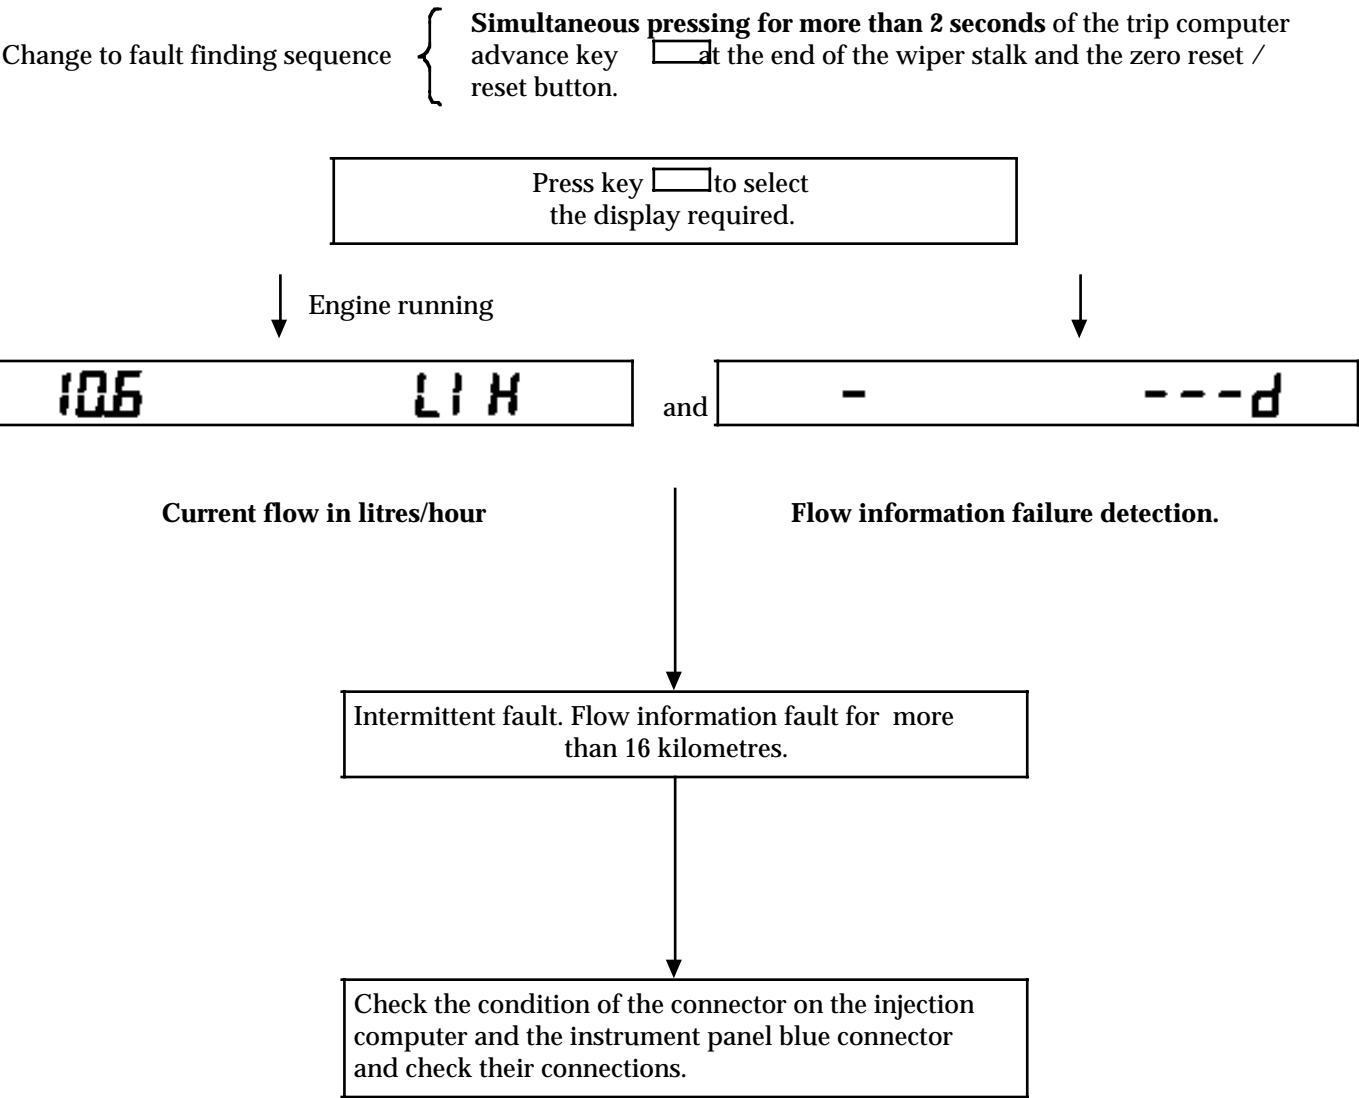 Change to fault finding sequence
Simultaneous pressing for more than 2 seconds of the trip computer
advance key at the end of the wiper stalk and the zero reset /
reset button.
Press key to select
the display required.
Engine running
10.6 L/H
and
- ---d
Current flow in litres/hour
Flow information failure detection.
Intermittent fault. Flow information fault for more
than 16 kilometres.
Check the condition of the connector on the injection
computer and the instrument panel blue connector
and check their connections.